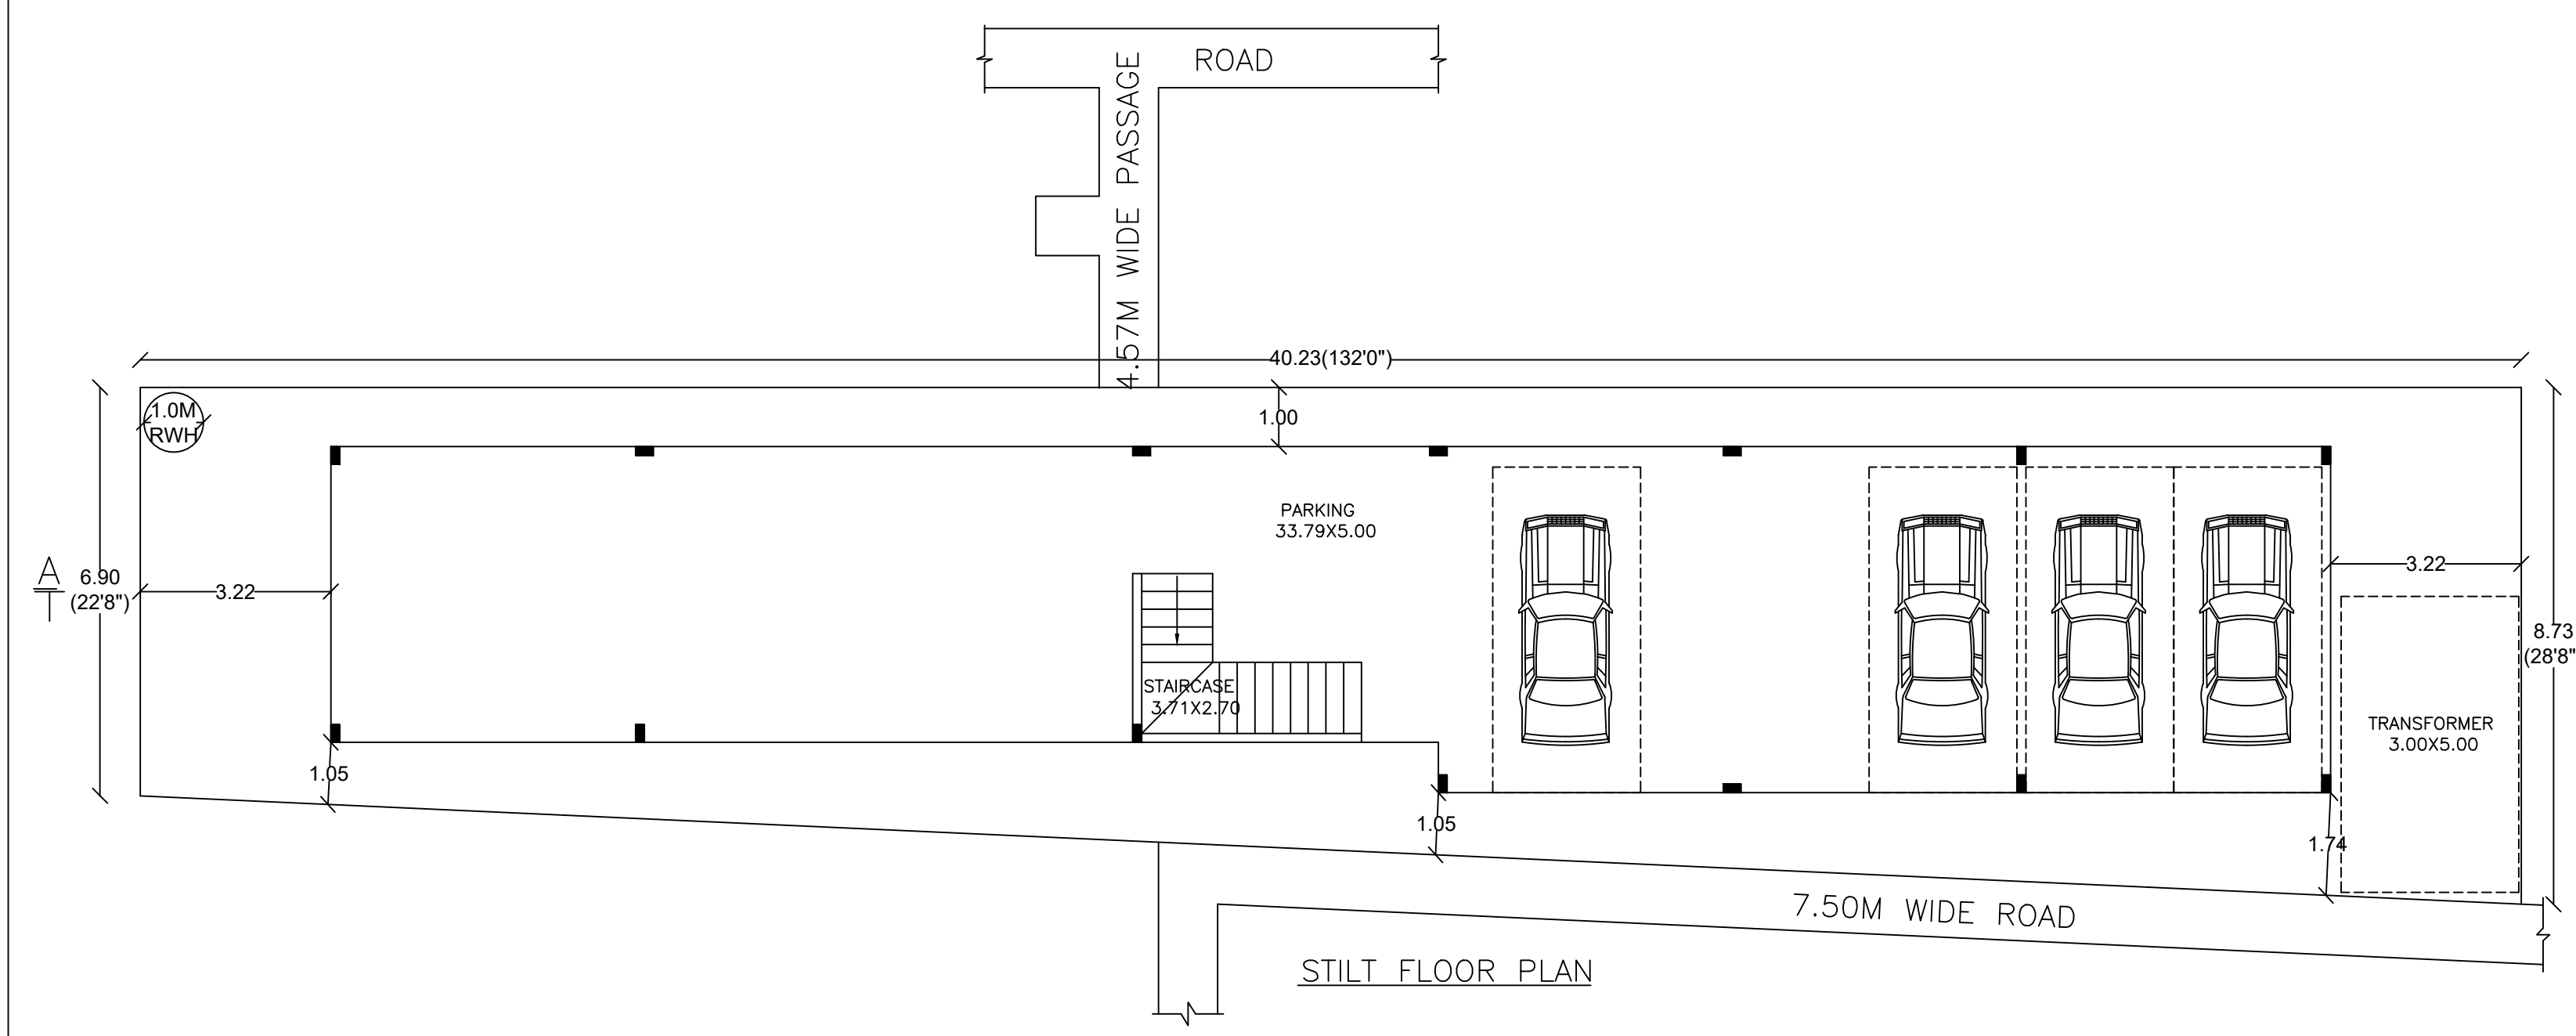 ROAD
4.57M WIDE PASSAGE
40.23(132'0")
1.0M
RWH
1.00
PARKING
33.79X5.00
A
6.90
(22'8")
3.22
3.22
8.73
(28'8"
STAIRCASE
3.71X2.70
TRANSFORMER
3.00X5.00
1.05
1.05
1.74
7.50M WIDE ROAD
STILT FLOOR PLAN